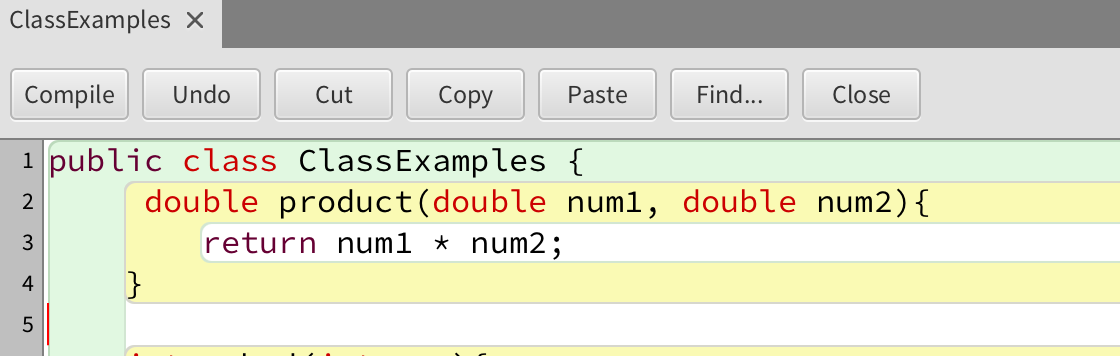 ClassExamples ×
Compile Undo Cut Copy Paste Find... Close
1 public class ClassExamples {
2 double product(double num1, double num2){
3 return num1 * num2;
4 }
5